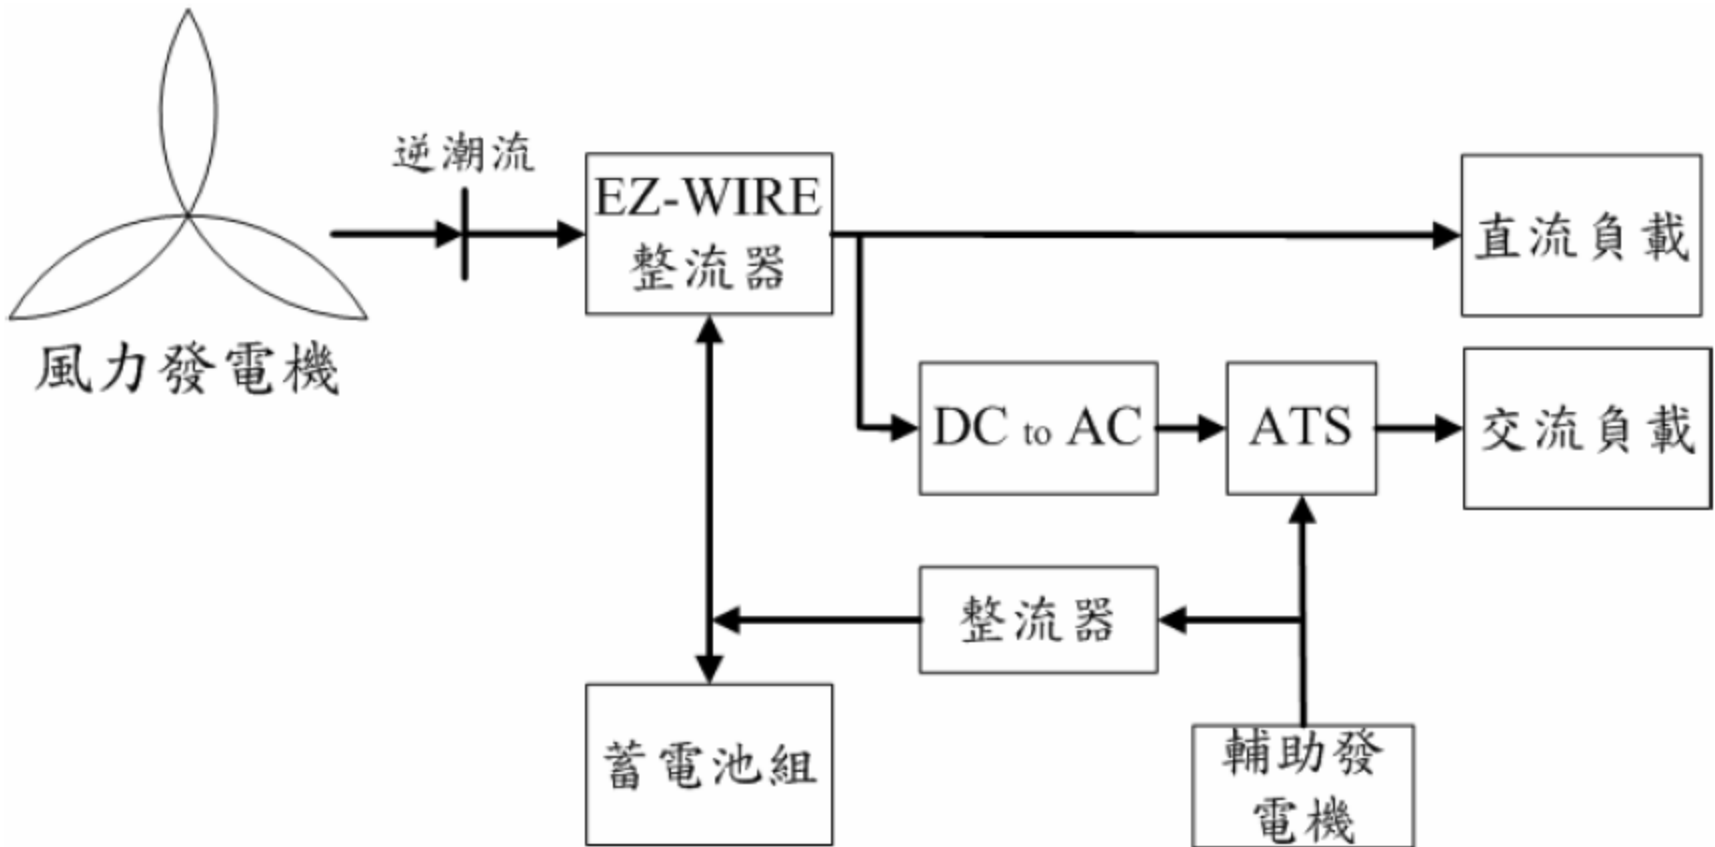 逆潮流
EZ-WIRE
整流器
直流負載
風力發電機
DC to AC
ATS
交流負載
整流器
蓄電池組
輔助發
電機